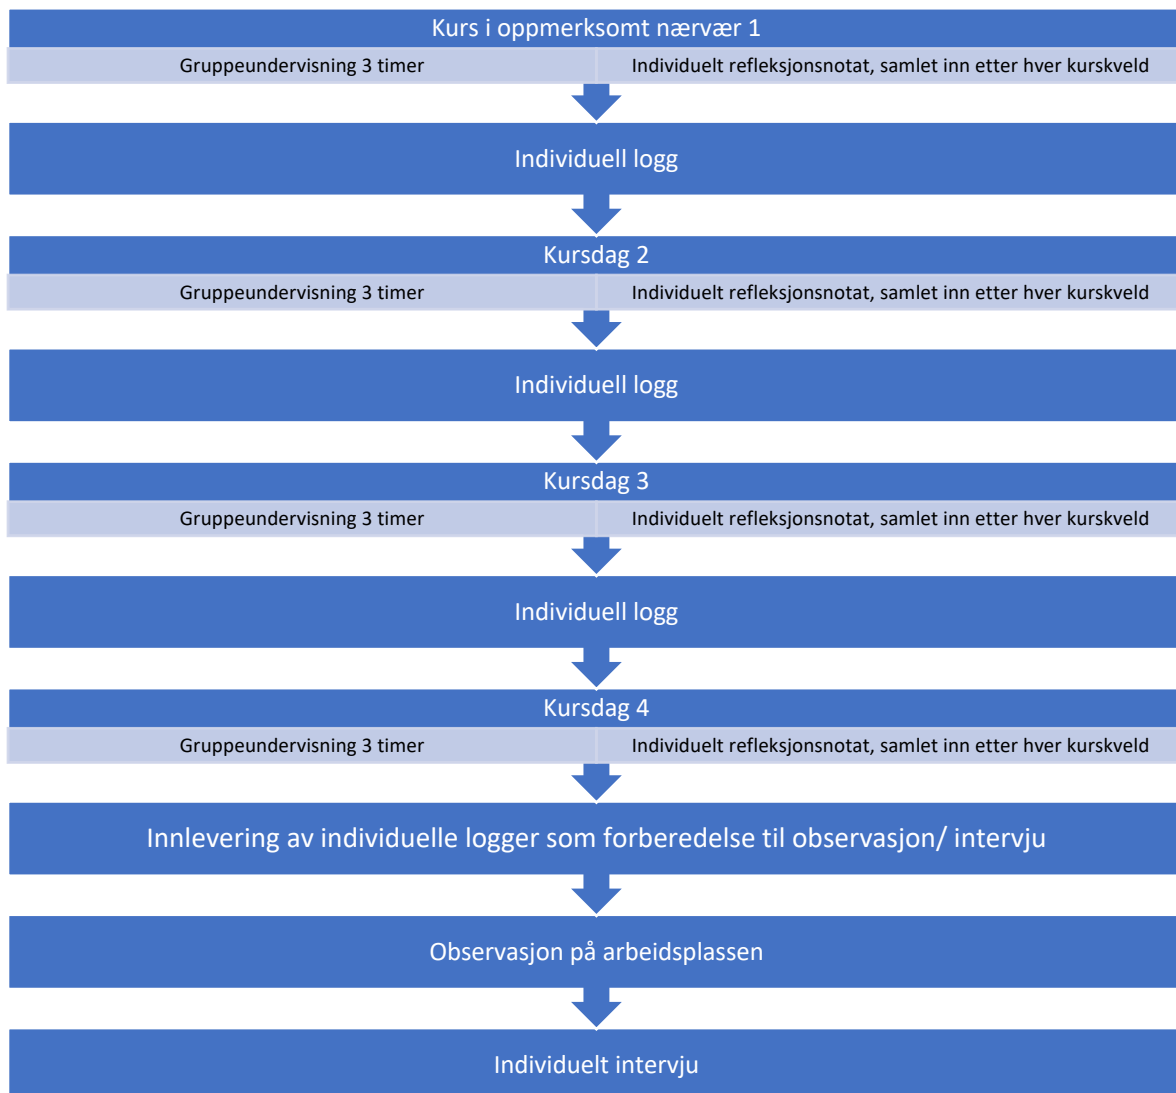 Kurs i oppmerksomt nærvær 1
Gruppeundervisning 3 timer
Individuelt refleksjonsnotat, samlet inn etter hver kurskveld
Individuell logg
Kursdag 2
Gruppeundervisning 3 timer
Individuelt refleksjonsnotat, samlet inn etter hver kurskveld
Individuell logg
Kursdag 3
Gruppeundervisning 3 timer
Individuelt refleksjonsnotat, samlet inn etter hver kurskveld
Individuell logg
Kursdag 4
Gruppeundervisning 3 timer
Individuelt refleksjonsnotat, samlet inn etter hver kurskveld
Innlevering av individuelle logger som forberedelse til observasjon/ intervju
Observasjon på arbeidsplassen
Individuelt intervju